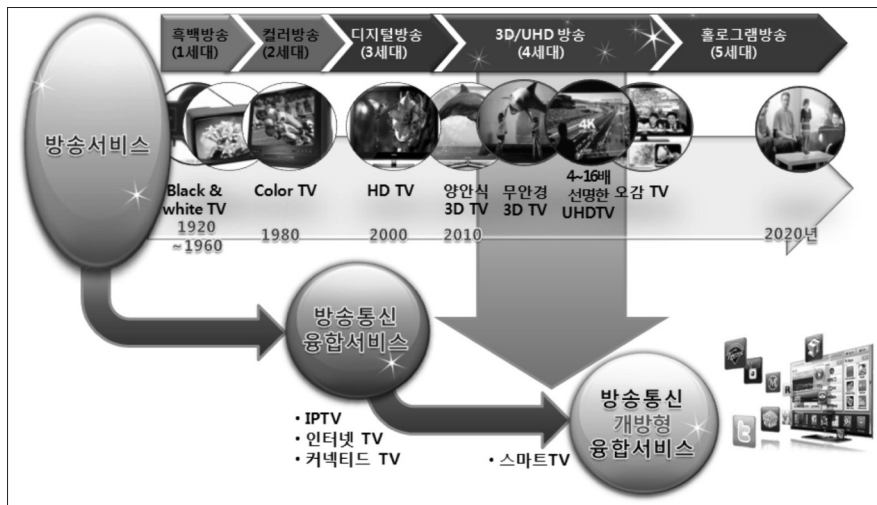 흑백방송
(1세대)
컬러방송
(2세대)
디지털방송
(3세대)
3D/UHD 방송
(4세대)
홀로그램방송
(5세대)
방송서비스
4K
Black &
white TV
Color TV
HD TV
양안식
3D TV
무안경
3D TV
4~16배
선명한
UHDTV
오감 TV
1920
~1960
1980
2000
2010
2020년
방송통신
융합서비스
• IPTV
• 인터넷 TV
• 커넥티드 TV
방송통신
개방형
융합서비스
• 스마트TV